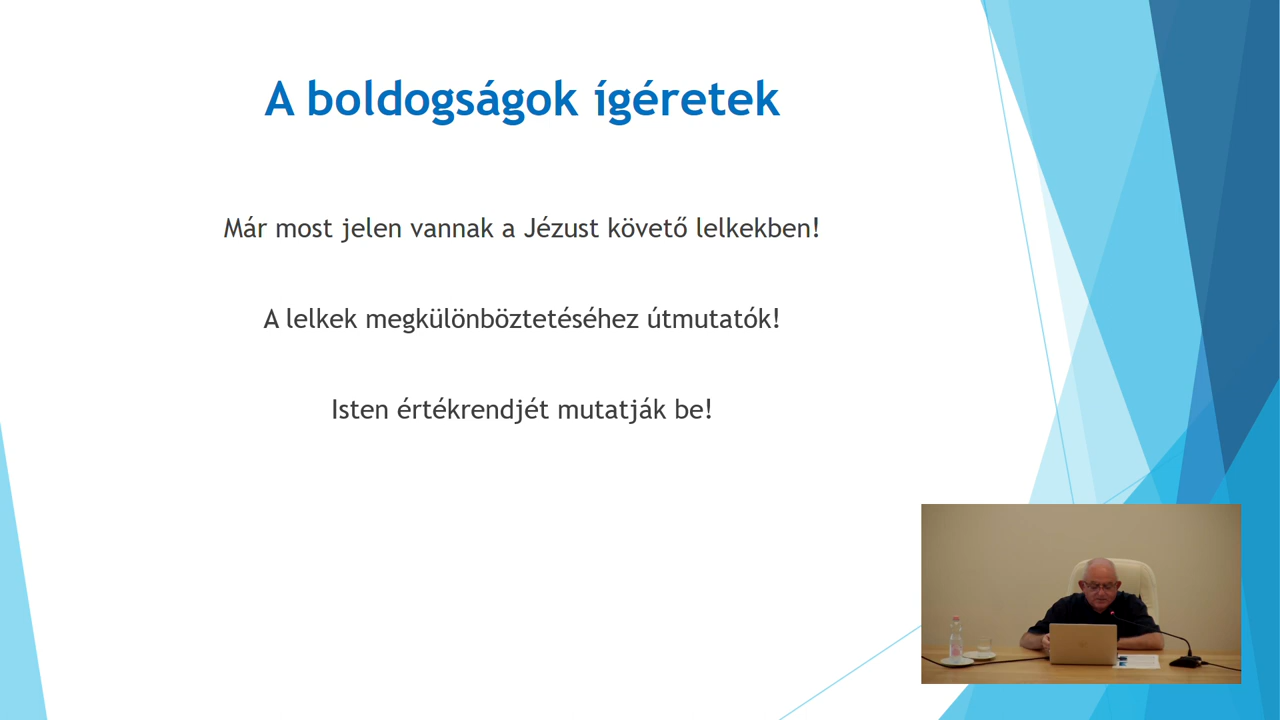 A boldogságok ígéretek
Már most jelen vannak a Jézust követő lelkekben!
A lelkek megkülönböztetéséhez útmutatók!
Isten értékrendjét mutatják be!